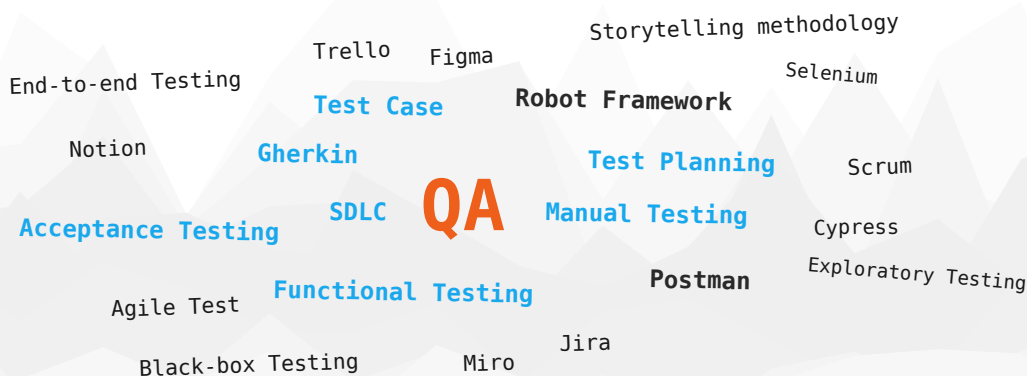 Storytelling methodology
Trello
Figma
Selenium
End-to-end Testing
Test Case
Robot Framework
Notion
Gherkin
Test Planning
Scrum
SDLC
QA
Manual Testing
Acceptance Testing
Cypress
Exploratory Testing
Functional Testing
Postman
Agile Test
Jira
Black-box Testing
Miro